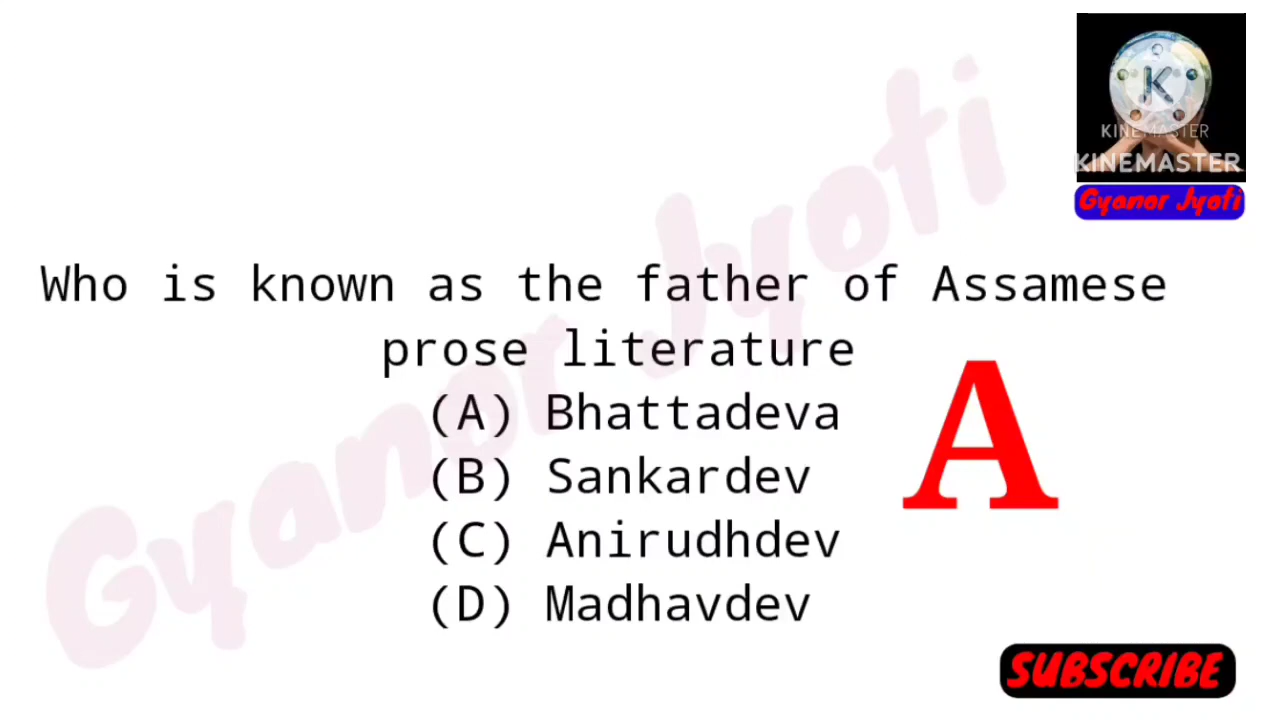 K
KINEMASTER
KINEMASTER
Gyanor Jyoti
Gyanor Jyoti
Who is known as the father of Assamese
prose literature
(A) Bhattadeva
(B) Sankardev
(C) Anirudhdev
(D) Madhavdev
A
SUBSCRIBE